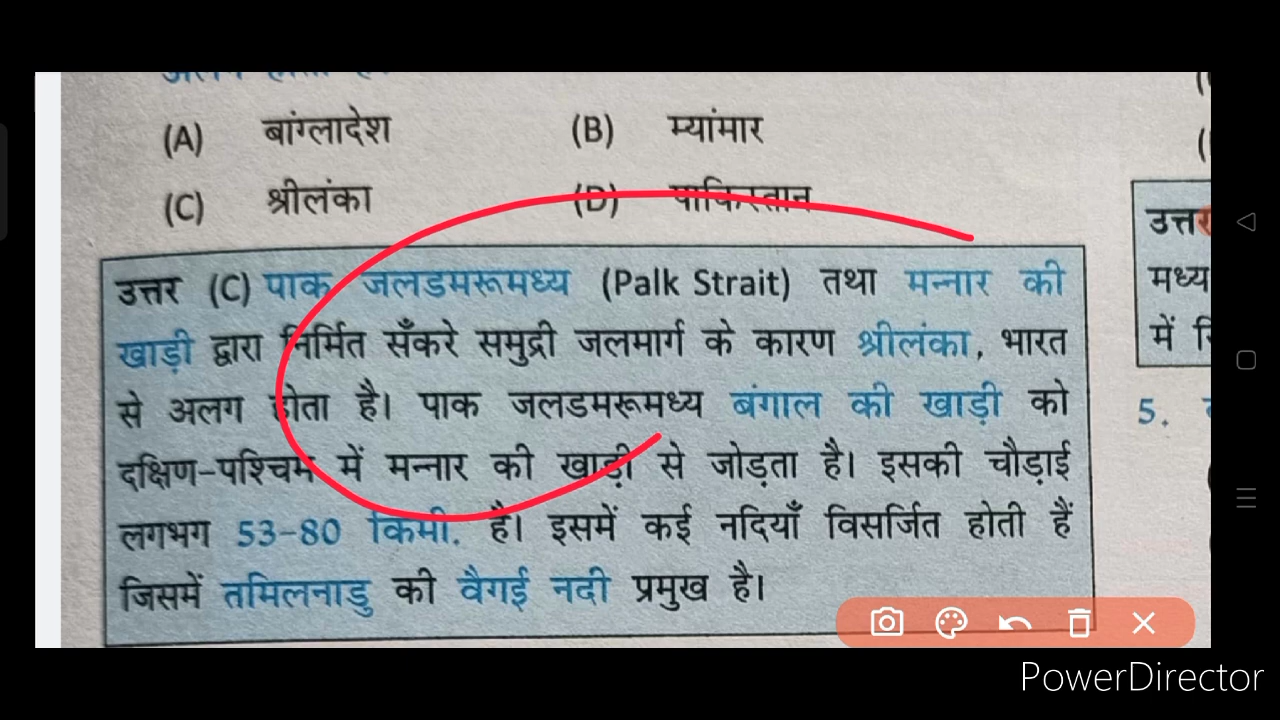 (A) बांग्लादेश (B) म्यांमार
(C) श्रीलंका (D) पाकिस्तान
उत्तर (C) पाक जलडमरूमध्य (Palk Strait) तथा मन्नार की
खाड़ी द्वारा निर्मित सँकरे समुद्री जलमार्ग के कारण श्रीलंका, भारत
से अलग होता है। पाक जलडमरूमध्य बंगाल की खाड़ी को
दक्षिण-पश्चिम में मन्नार की खाड़ी से जोड़ता है। इसकी चौड़ाई
लगभग 53-80 किमी. है। इसमें कई नदियाँ विसर्जित होती हैं
जिसमें तमिलनाडु की वैगई नदी प्रमुख है।
उत्तर
मध्य
में
5.
PowerDirector